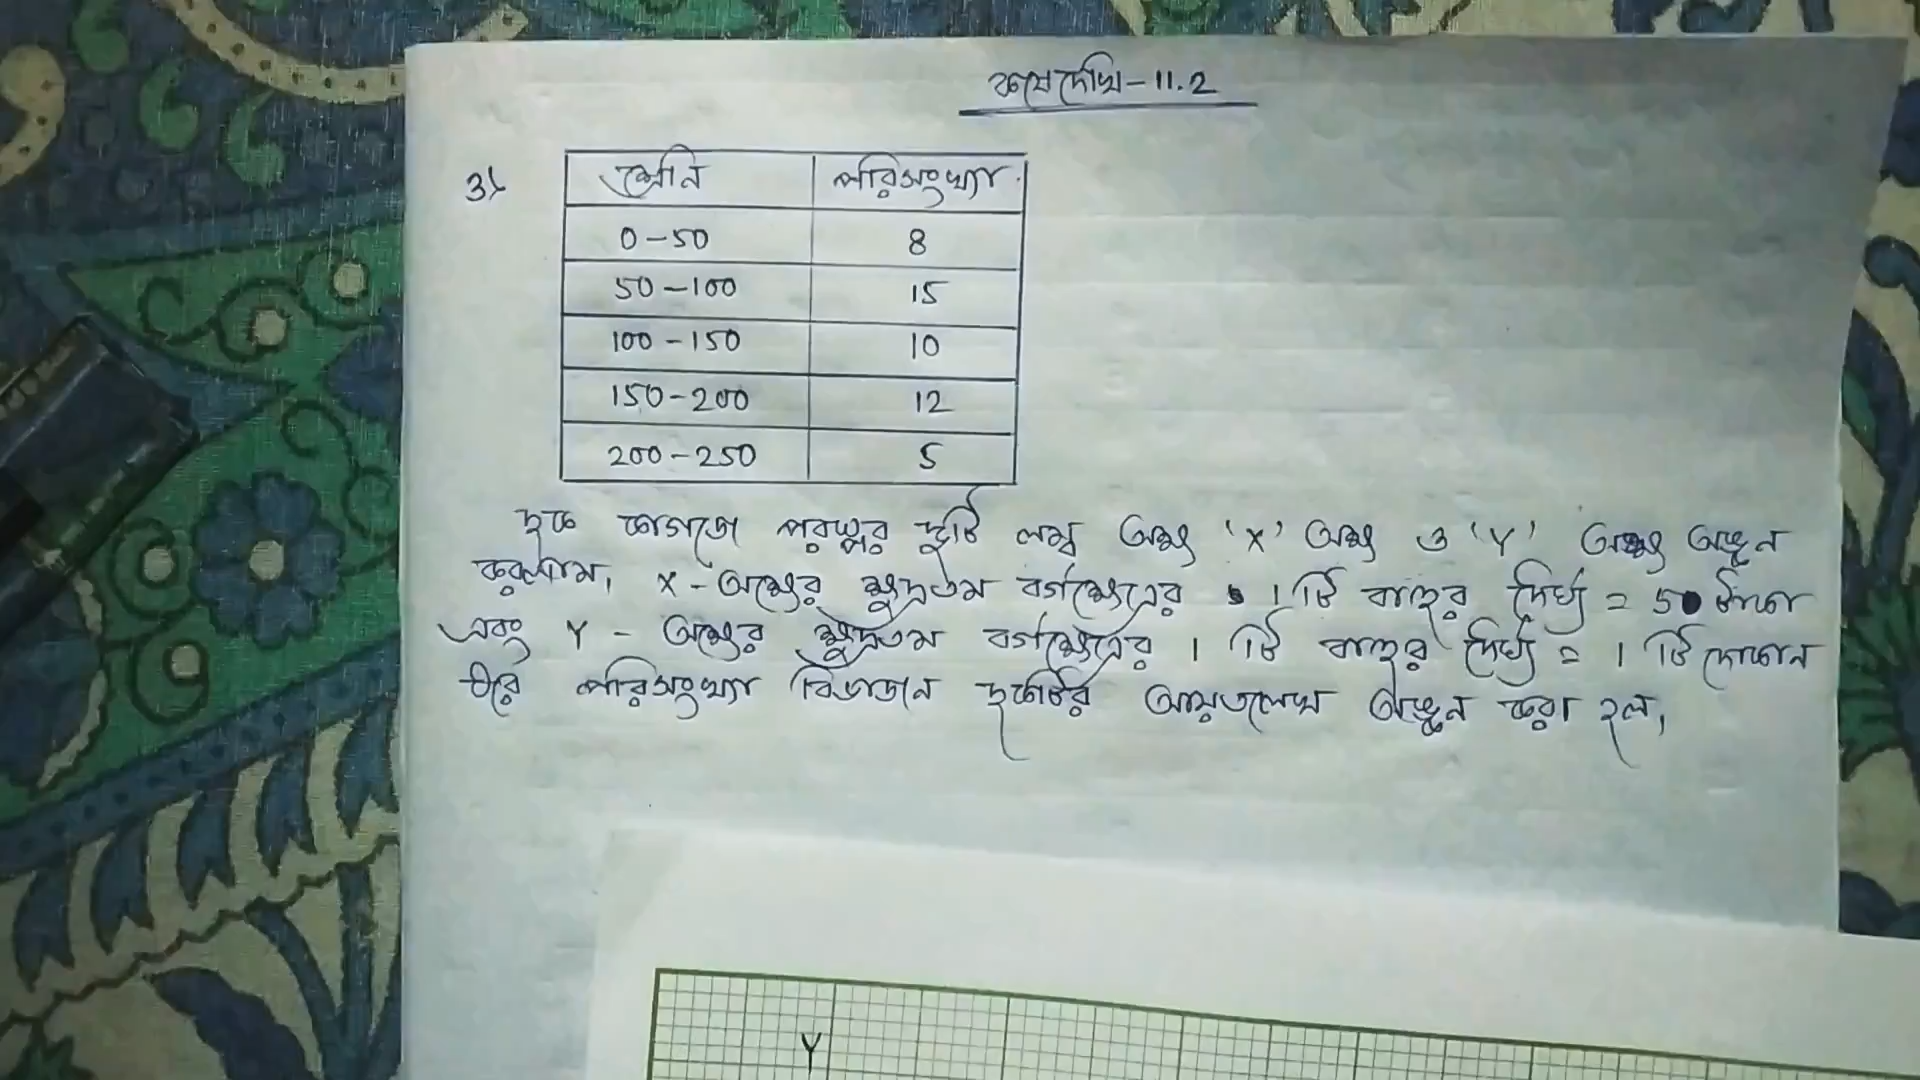 কষে দেখি - 11.2
3)
শ্রেনি পরিসংখ্যা
0-50 8
50-100 15
100-150 10
150-200 12
200-250 5
ছক কাগজে পরস্পর দুটি লম্ব অক্ষ 'X' অক্ষ ও 'Y' অক্ষ অঙ্কন
করলাম, X - অক্ষের ক্ষুদ্রতম বর্গক্ষেত্রের 1 টি বাহুর দৈর্ঘ্য = 50 টাকা
এবং Y - অক্ষের ক্ষুদ্রতম বর্গক্ষেত্রের 1 টি বাহুর দৈর্ঘ্য = 1 টি দোকান
ধরে পরিসংখ্যা বিভাজন ছকটির আয়তলেখ অঙ্কন করা হল,
Y